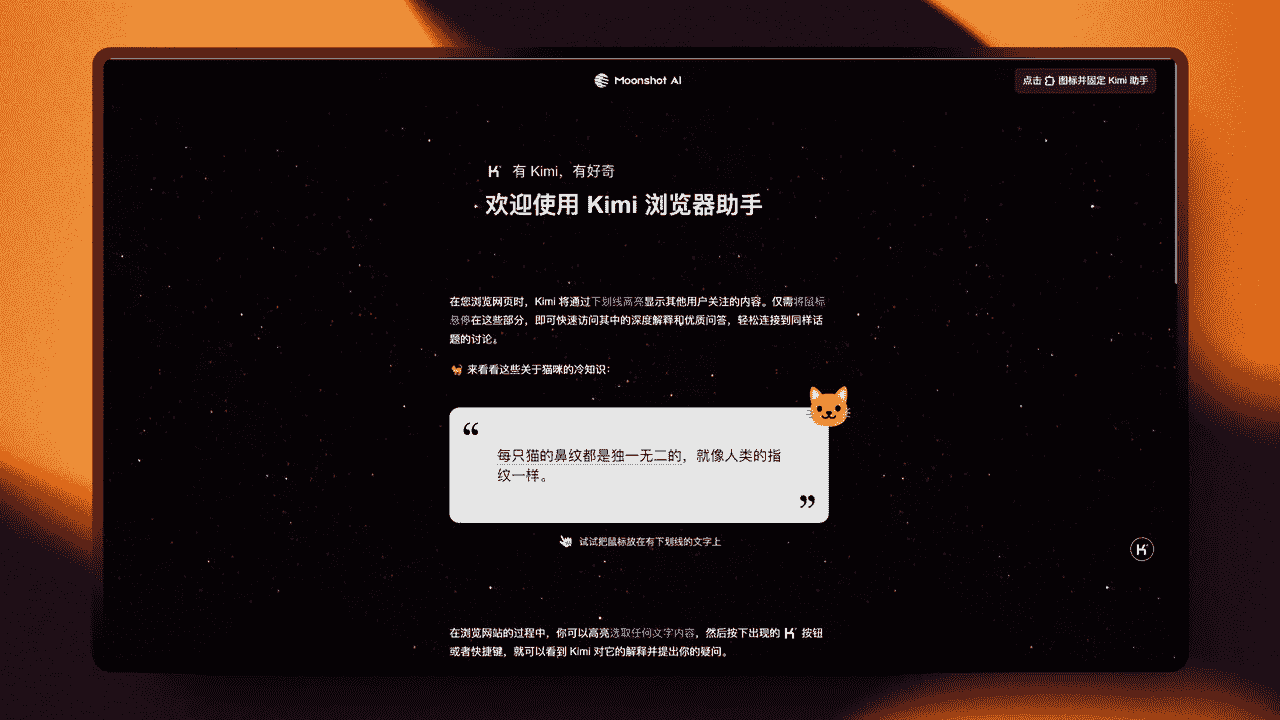 Moonshot AI
点击 图标并固定 Kimi 助手
有 Kimi，有好奇
欢迎使用 Kimi 浏览器助手
在您浏览网页时，Kimi 将通过下划线高亮显示其他用户关注的内容。仅需将鼠标
悬停在这些部分，即可快速访问其中的深度解释和优质问答，轻松连接到同样话
题的讨论。
来看看这些关于猫咪的冷知识：
“
每只猫的鼻纹都是独一无二的，就像人类的指
纹一样。
”
试试把鼠标放在有下划线的文字上
在浏览网站的过程中，你可以高亮选取任何文字内容，然后按下出现的 K 按钮
或者快捷键，就可以看到 Kimi 对它的解释并提出你的疑问。